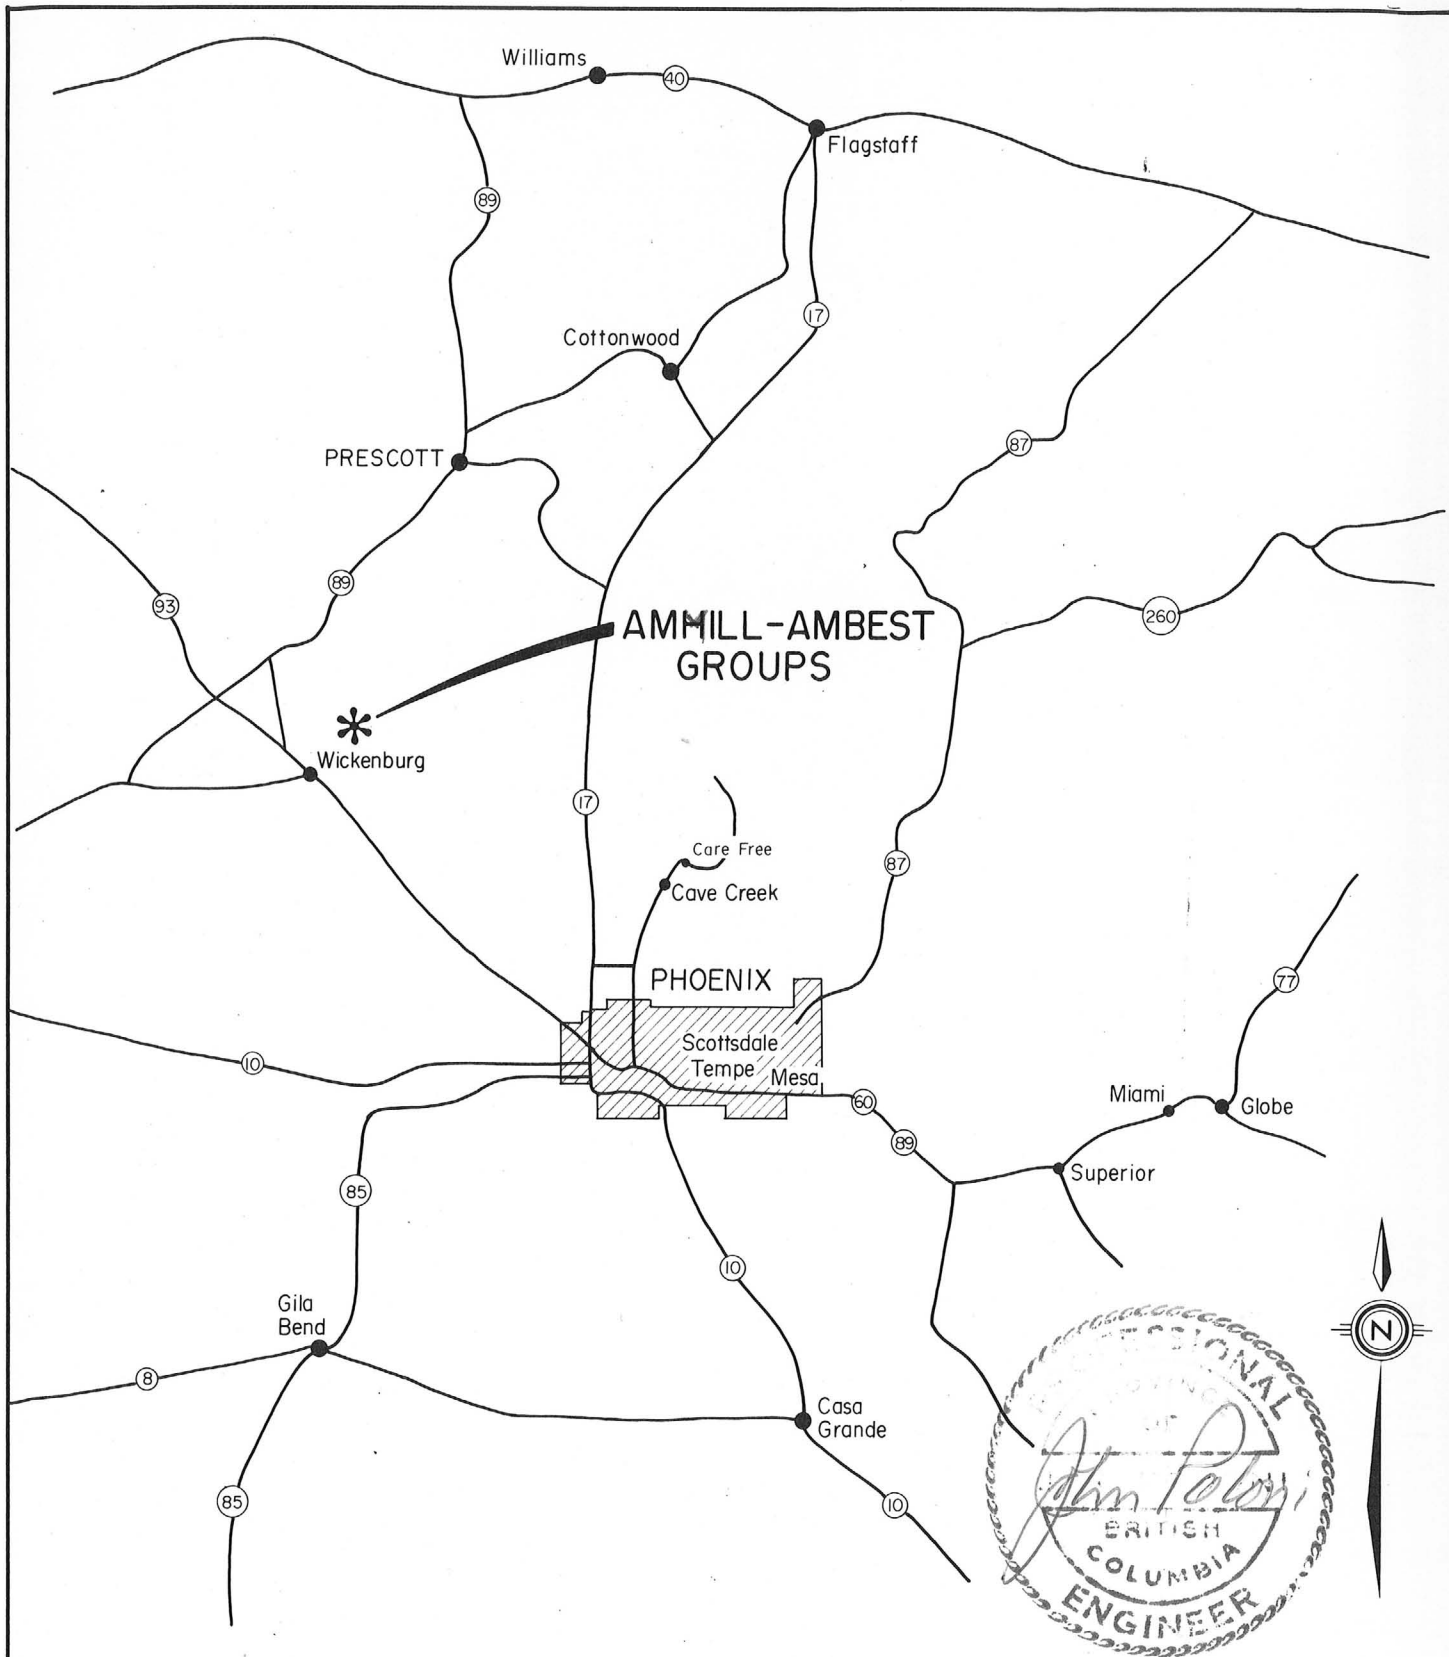 Williams
40
Flagstaff
89
17
Cottonwood
87
PRESCOTT
89
93
260
AMHILL-AMBEST
GROUPS
Wickenburg
17
Care Free
87
Cave Creek
PHOENIX
77
Scottsdale
Tempe
Mesa
10
60
Miami
Globe
89
Superior
85
10
Gila
Bend
N
8
Casa
Grande
85
10
John Poloni
BRITISH
COLUMBIA
ENGINEER